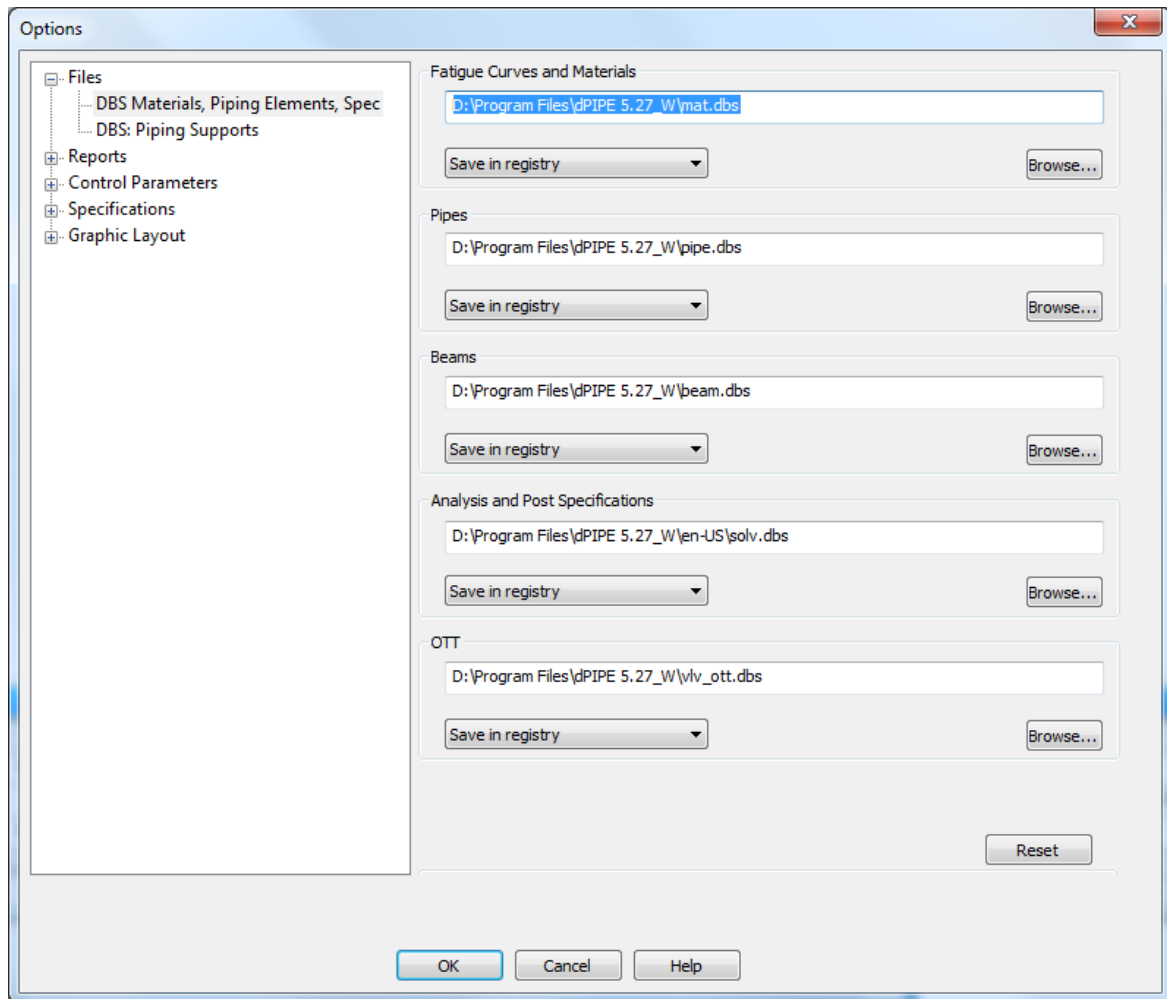 Options
Files
DBS Materials, Piping Elements, Spec
DBS: Piping Supports
Reports
Control Parameters
Specifications
Graphic Layout
Fatigue Curves and Materials
D:\Program Files\dPIPE 5.27_W\mat.dbs
Save in registry
Browse...
Pipes
D:\Program Files\dPIPE 5.27_W\pipe.dbs
Save in registry
Browse...
Beams
D:\Program Files\dPIPE 5.27_W\beam.dbs
Save in registry
Browse...
Analysis and Post Specifications
D:\Program Files\dPIPE 5.27_W\en-US\solv.dbs
Save in registry
Browse...
OTT
D:\Program Files\dPIPE 5.27_W\vlv_ott.dbs
Save in registry
Browse...
Reset
OK
Cancel
Help